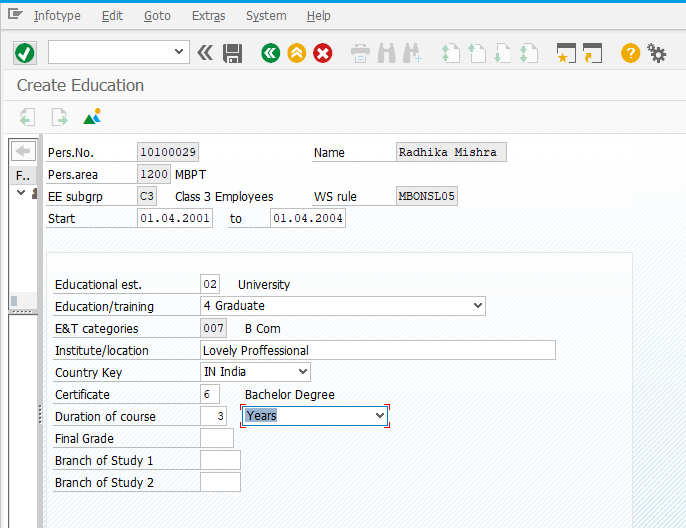 Infotype Edit Goto Extras System Help
Create Education
Pers.No. 10100029 Name Radhika Mishra
F.. Pers.area 1200 MBPT
EE subgrp C3 Class 3 Employees WS rule MBONSL05
Start 01.04.2001 to 01.04.2004
Educational est. 02 University
Education/training 4 Graduate
E&T categories 007 B Com
Institute/location Lovely Proffessional
Country Key IN India
Certificate 6 Bachelor Degree
Duration of course 3 Years
Final Grade
Branch of Study 1
Branch of Study 2